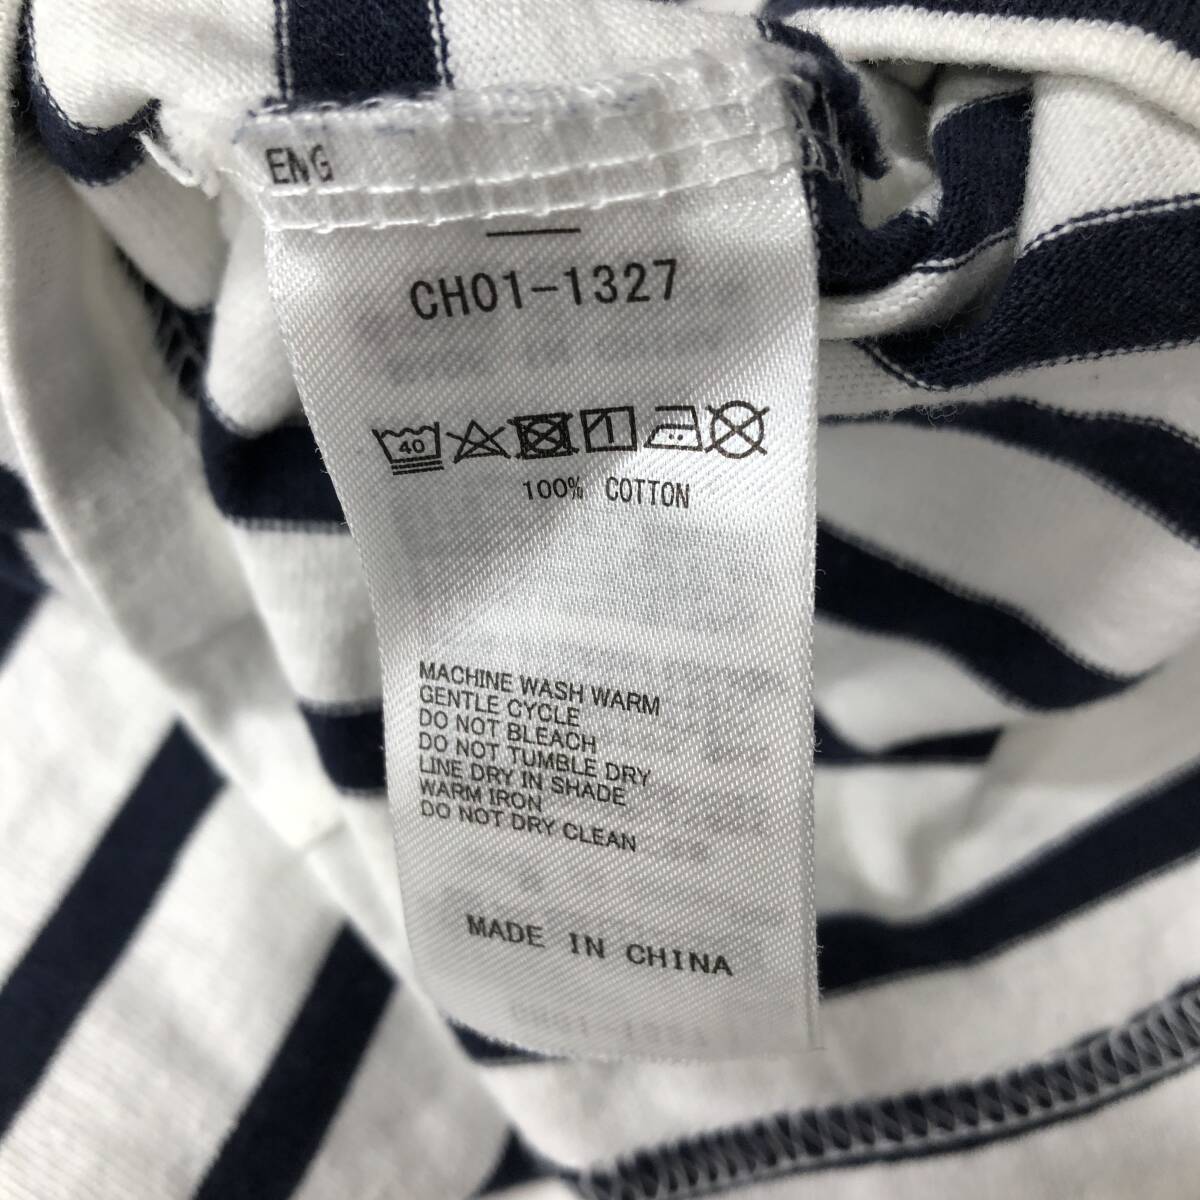 ENG
CH01-1327
40
100% COTTON
MACHINE WASH WARM
GENTLE CYCLE
DO NOT BLEACH
DO NOT TUMBLE DRY
LINE DRY IN SHADE
WARM IRON
DO NOT DRY CLEAN
MADE IN CHINA